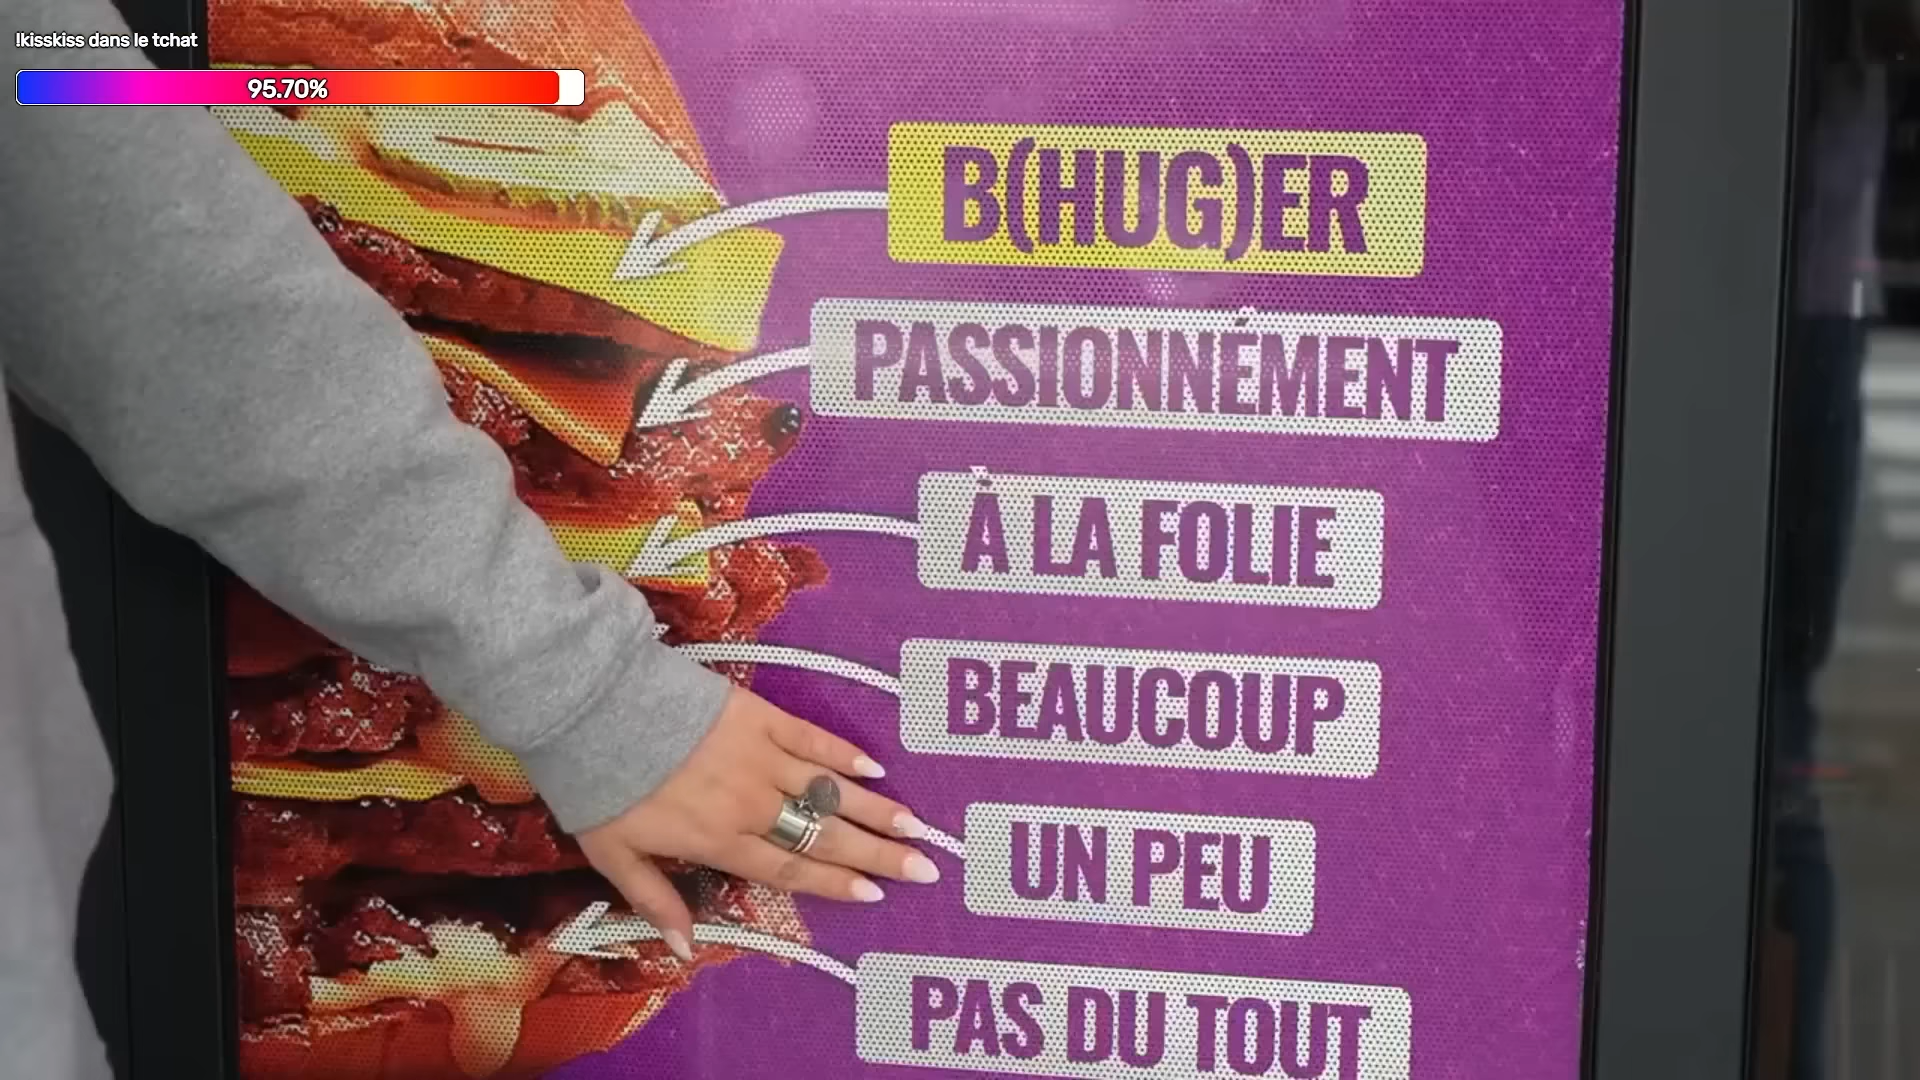 !kisskiss dans le tchat
95.70%
B(HUG)ER
PASSIONNÉMENT
À LA FOLIE
BEAUCOUP
UN PEU
PAS DU TOUT